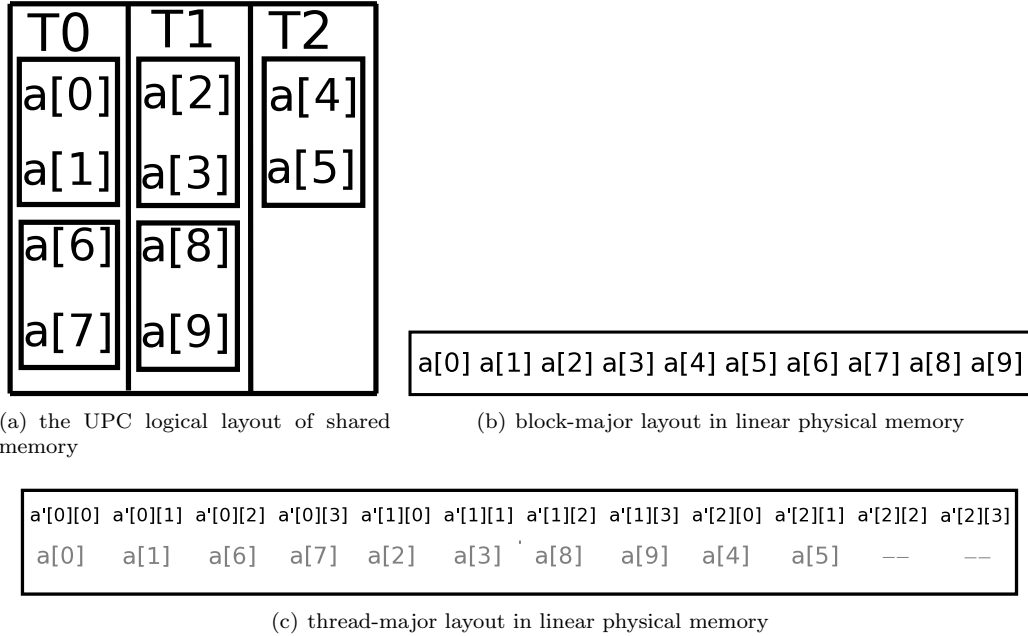 T0 T1 T2
a[0] a[2] a[4]
a[1] a[3] a[5]
a[6] a[8]
a[7] a[9]
(a) the UPC logical layout of shared
memory
a[0] a[1] a[2] a[3] a[4] a[5] a[6] a[7] a[8] a[9]
(b) block-major layout in linear physical memory
a'[0][0] a'[0][1] a'[0][2] a'[0][3] a'[1][0] a'[1][1] a'[1][2] a'[1][3] a'[2][0] a'[2][1] a'[2][2] a'[2][3]
a[0] a[1] a[6] a[7] a[2] a[3] a[8] a[9] a[4] a[5] –– ––
(c) thread-major layout in linear physical memory